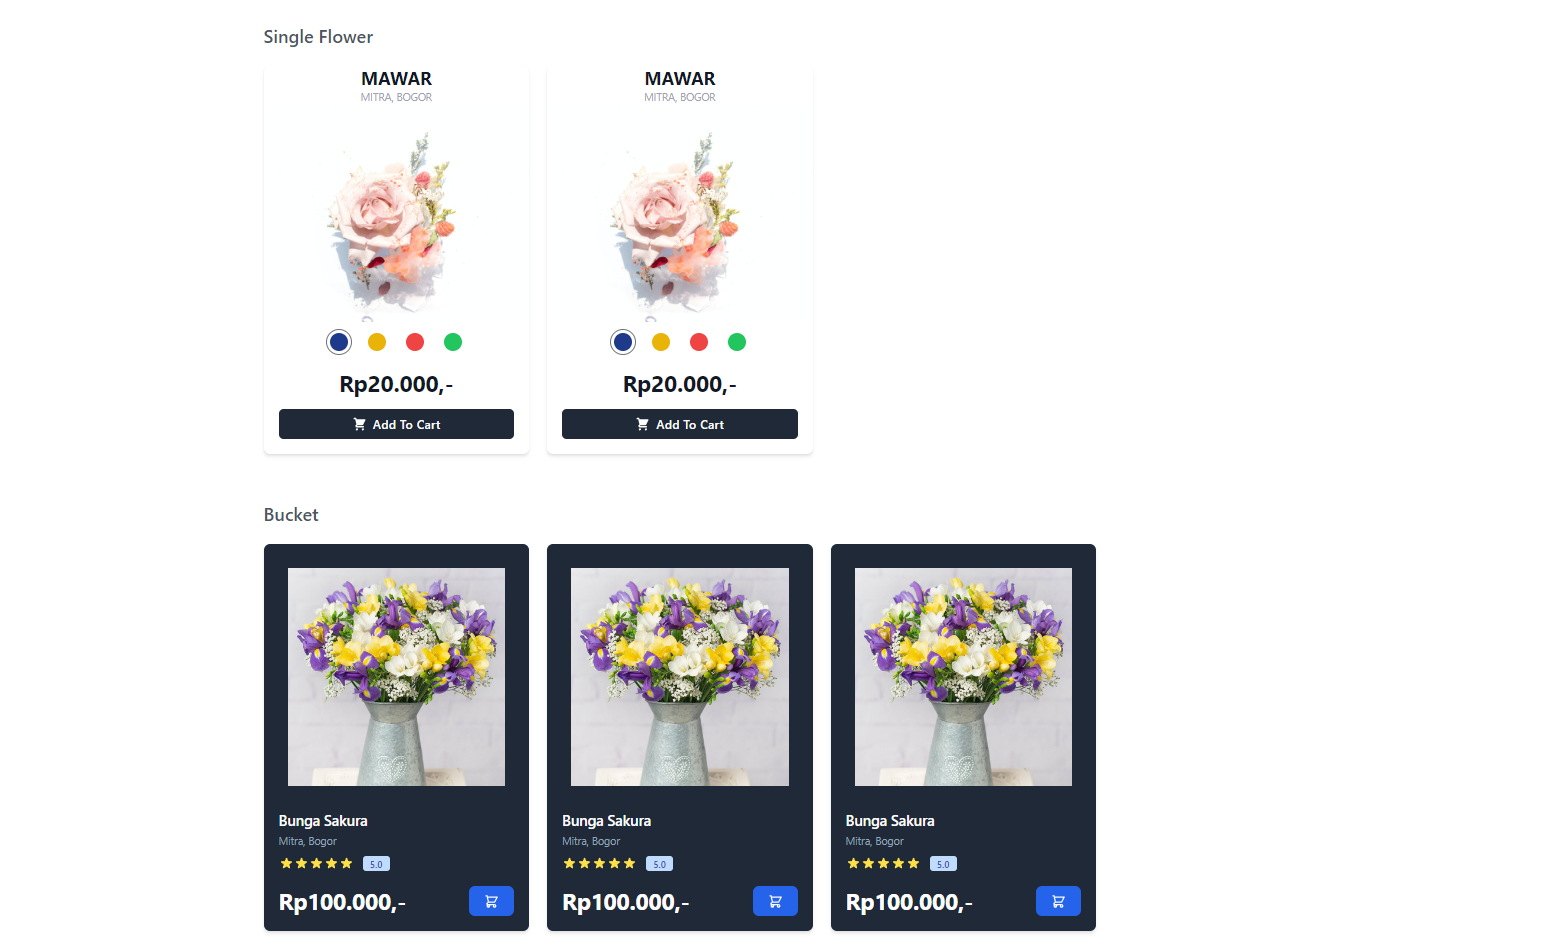 Single Flower
MAWAR
MITRA, BOGOR
Rp20.000,-
Add To Cart
MAWAR
MITRA, BOGOR
Rp20.000,-
Add To Cart
Bucket
Bunga Sakura
Mitra, Bogor
5.0
Rp100.000,-
Bunga Sakura
Mitra, Bogor
5.0
Rp100.000,-
Bunga Sakura
Mitra, Bogor
5.0
Rp100.000,-